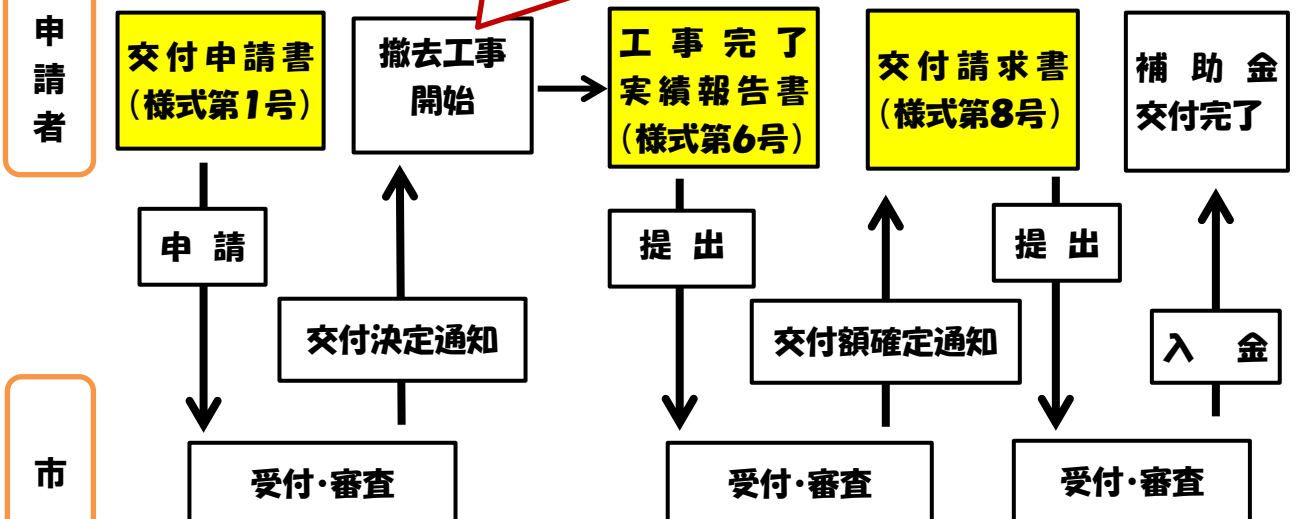 申請者
交付申請書
(様式第1号)
撤去工事
開始
工事完了
実績報告書
(様式第6号)
交付請求書
(様式第8号)
補助金
交付完了
申請
提出
提出
交付決定通知
交付額確定通知
入金
市
受付・審査
受付・審査
受付・審査